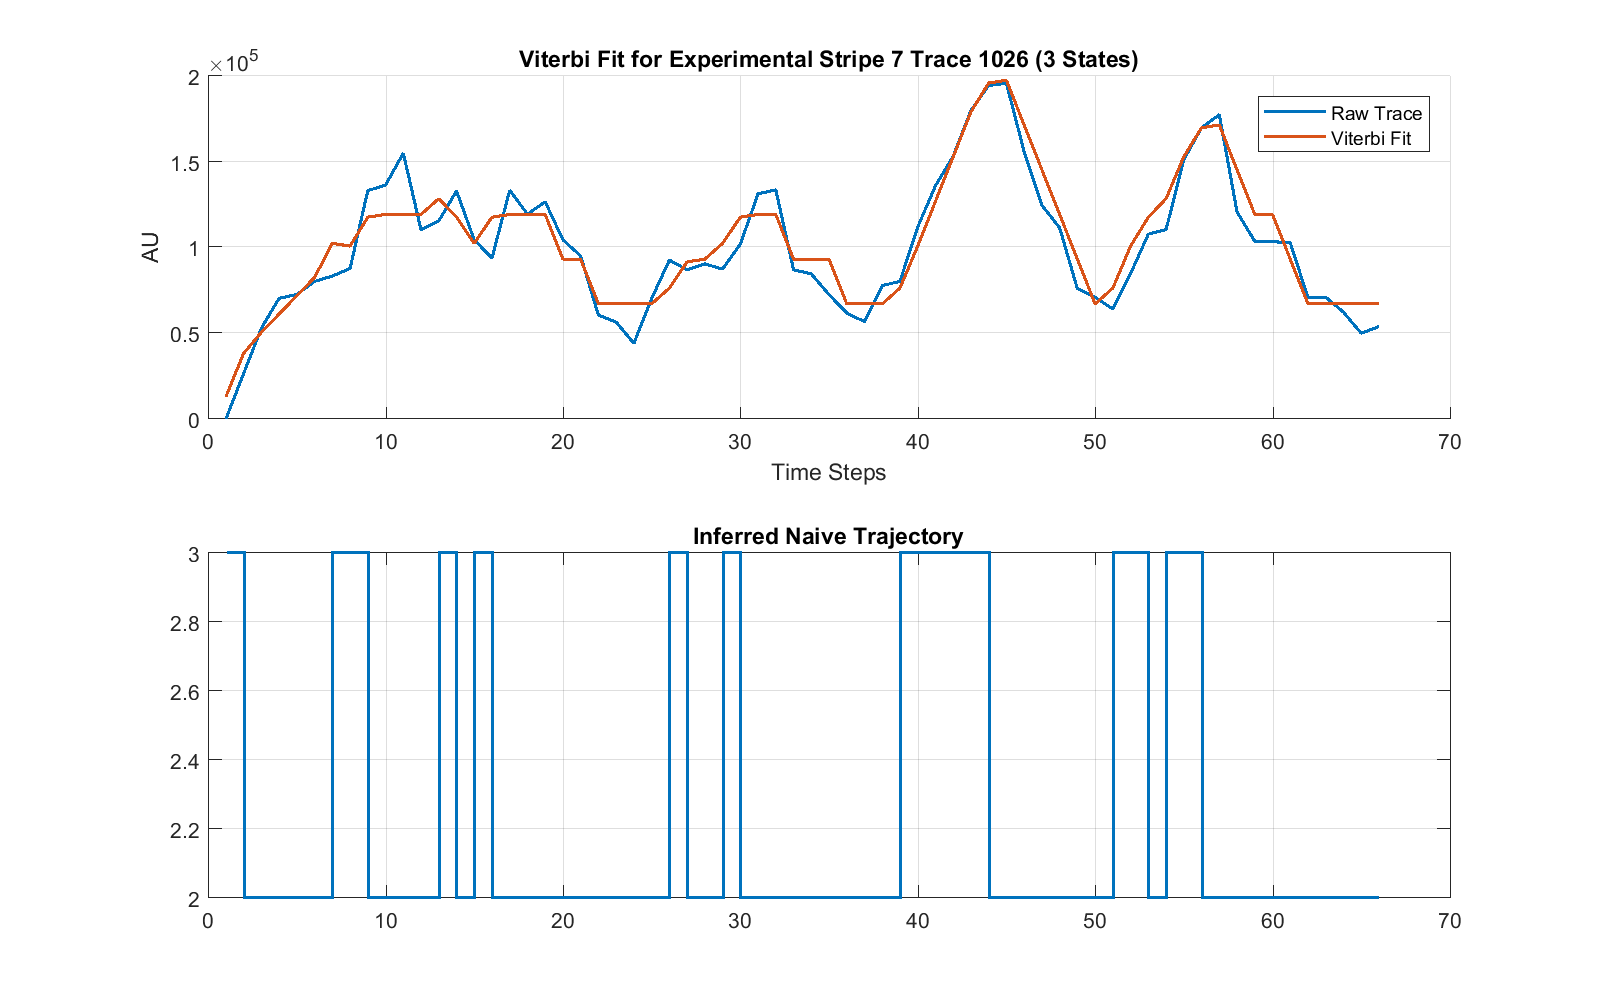 Viterbi Fit for Experimental Stripe 7 Trace 1026 (3 States)
×10^5
2
1.5
1
0.5
0
AU
Raw Trace
Viterbi Fit
0 10 20 30 40 50 60 70
Time Steps
Inferred Naive Trajectory
3
2.8
2.6
2.4
2.2
2
0 10 20 30 40 50 60 70